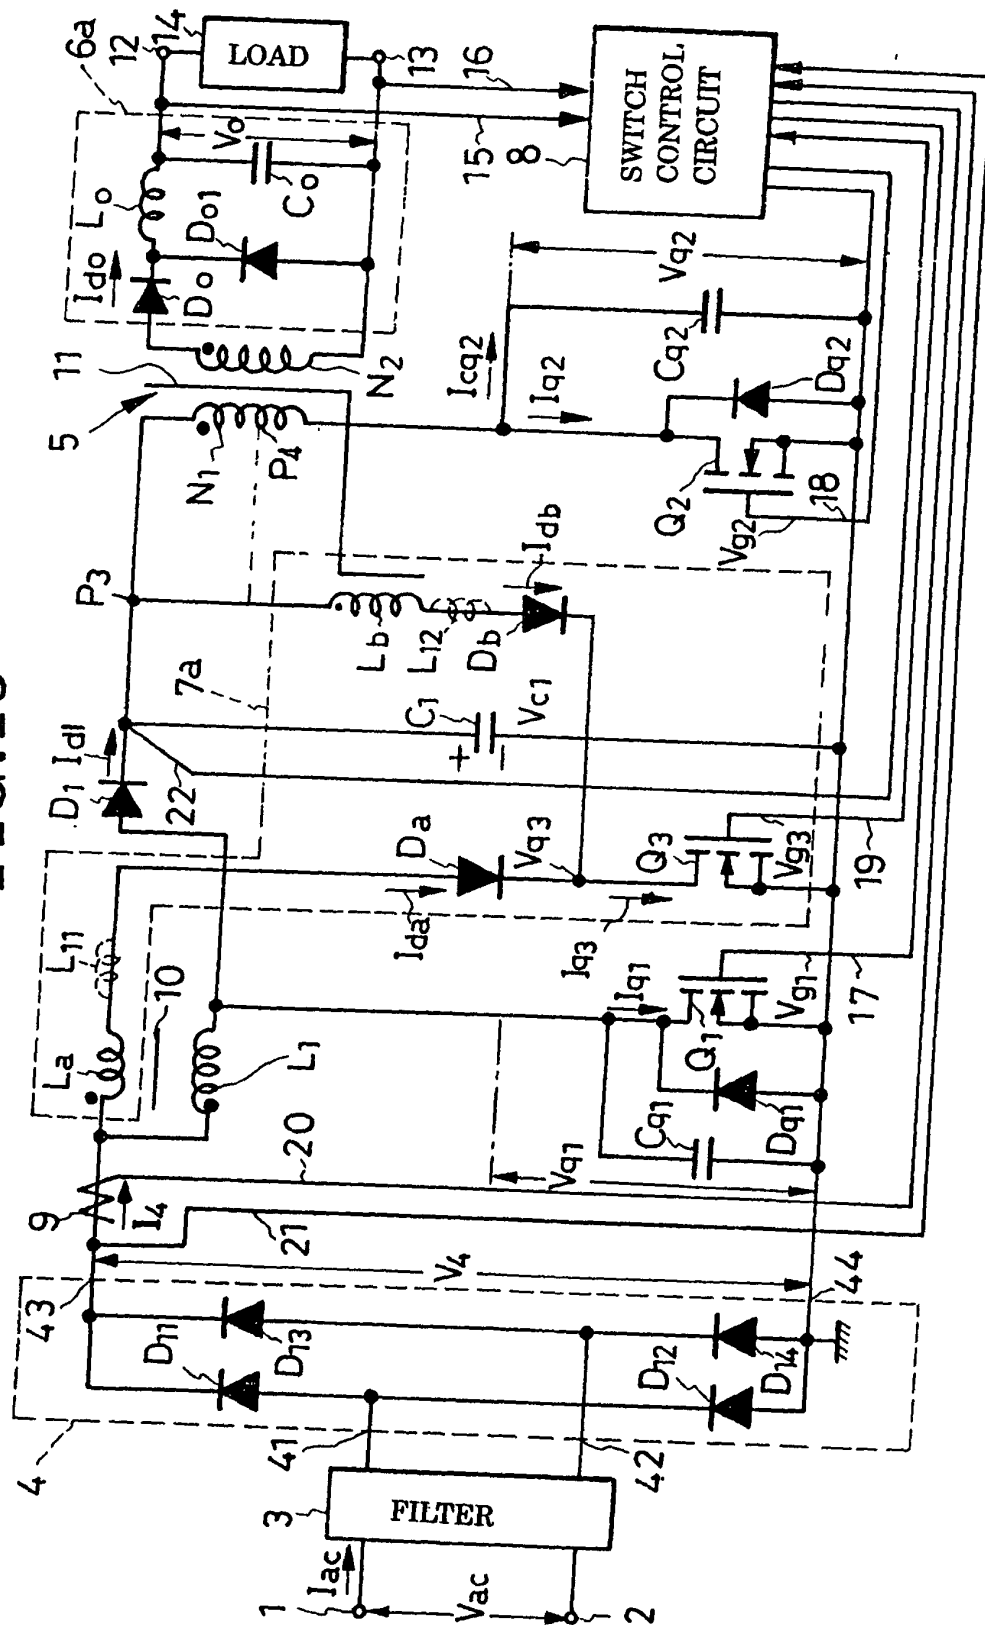 1
2
Iac
Vac
3
FILTER
4
41
42
43
44
D11
D13
D12
D14
V4
9
I4
20
21
La
L11
10
L1
Vq1
Cq1
Dq1
Q1
Iq1
Vg1
17
D1
Id1
22
7a
Ida
Da
Vq3
Iq3
Q3
Vg3
19
C1
+
−
Vc1
P3
Lb
L12
Db
Idb
5
11
N1
P4
N2
Icq2
Iq2
Q2
Vg2
18
Dq2
Cq2
Vq2
6a
Ido
Do
Do1
Lo
Co
Vo
12
13
14
LOAD
15
16
8
SWITCH
CONTROL
CIRCUIT